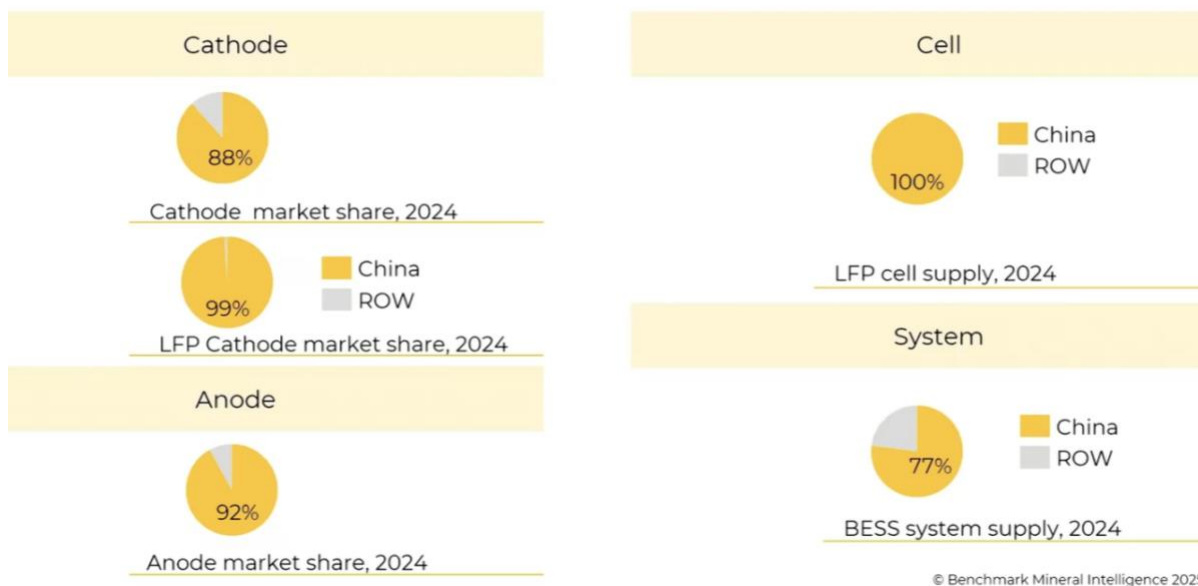 Cathode
88%
Cathode market share, 2024
99%
China
ROW
LFP Cathode market share, 2024
Anode
92%
Anode market share, 2024
Cell
100%
China
ROW
LFP cell supply, 2024
System
77%
China
ROW
BESS system supply, 2024
© Benchmark Mineral Intelligence